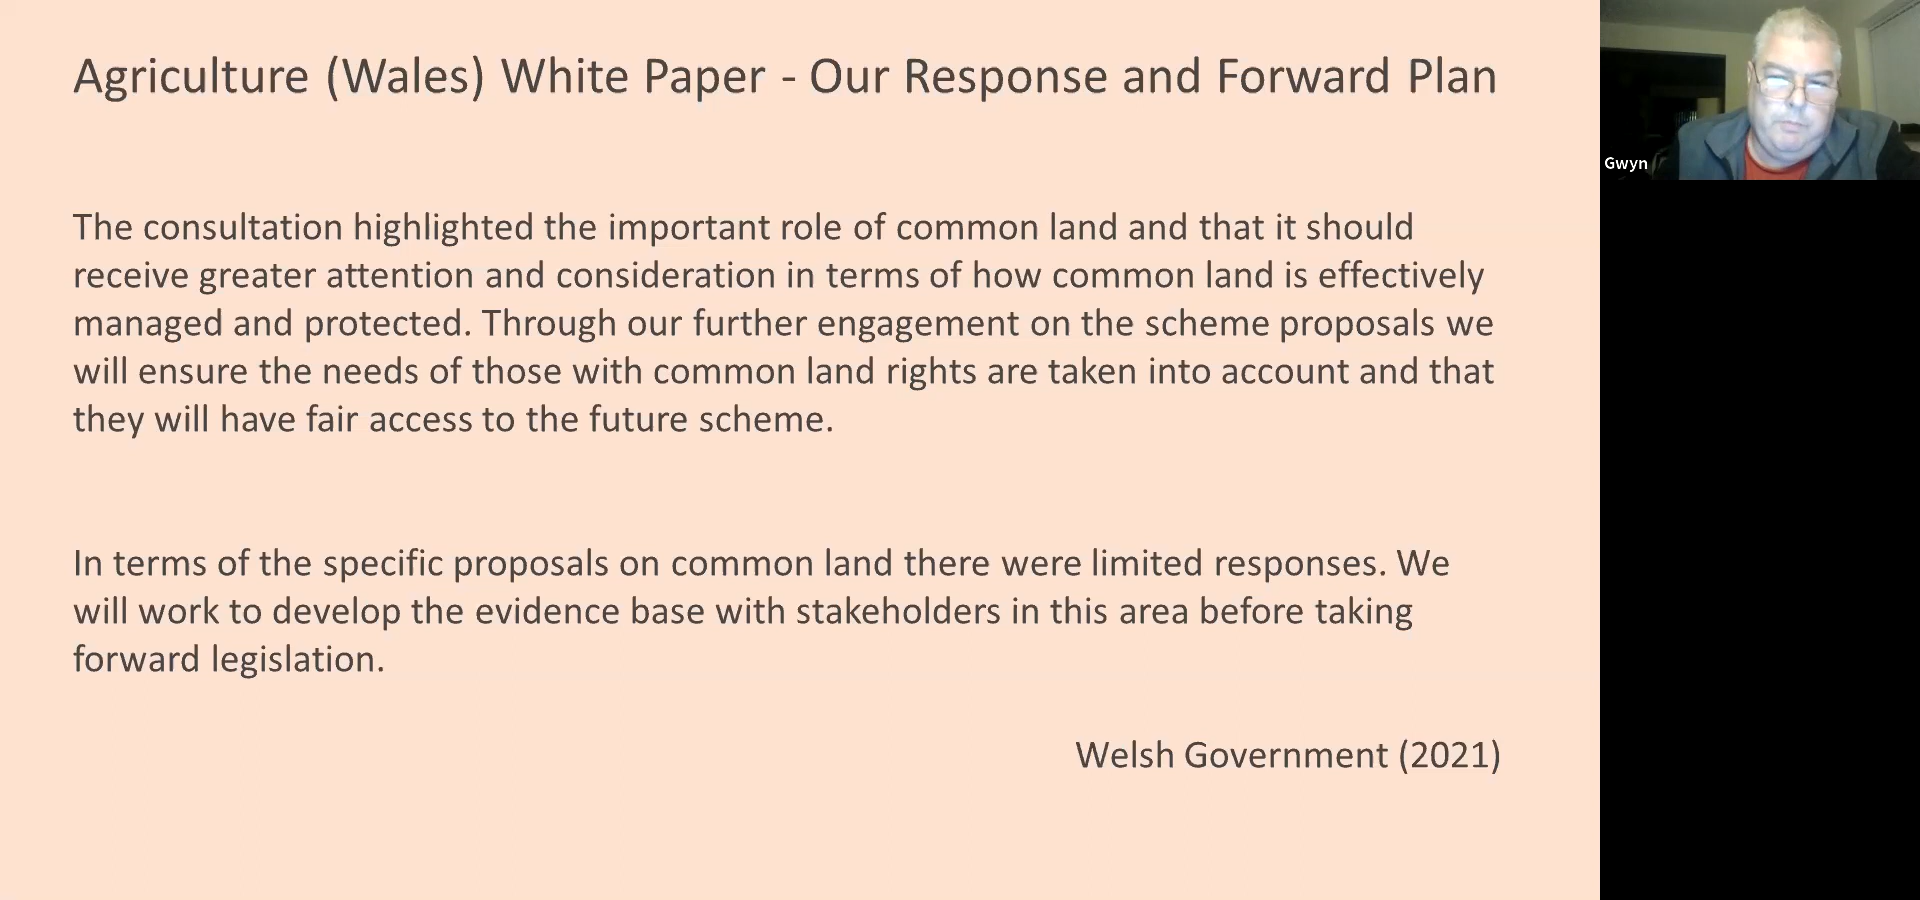 Agriculture (Wales) White Paper - Our Response and Forward Plan
The consultation highlighted the important role of common land and that it should
receive greater attention and consideration in terms of how common land is effectively
managed and protected. Through our further engagement on the scheme proposals we
will ensure the needs of those with common land rights are taken into account and that
they will have fair access to the future scheme.
In terms of the specific proposals on common land there were limited responses. We
will work to develop the evidence base with stakeholders in this area before taking
forward legislation.
Welsh Government (2021)
Gwyn